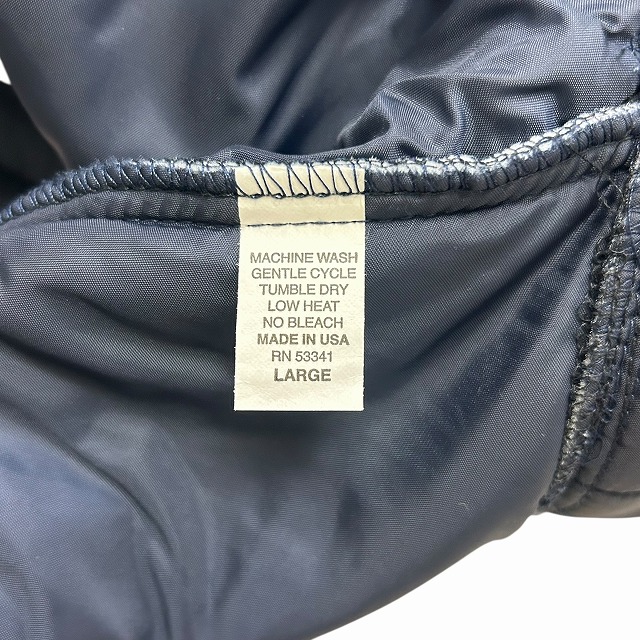 MACHINE WASH
GENTLE CYCLE
TUMBLE DRY
LOW HEAT
NO BLEACH
MADE IN USA
RN 53341
LARGE